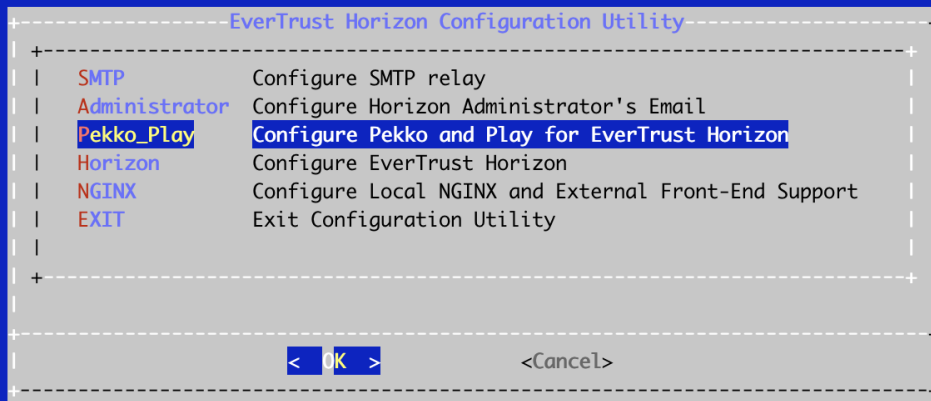 EverTrust Horizon Configuration Utility
SMTP Configure SMTP relay
Administrator Configure Horizon Administrator's Email
Pekko_Play Configure Pekko and Play for EverTrust Horizon
Horizon Configure EverTrust Horizon
NGINX Configure Local NGINX and External Front-End Support
EXIT Exit Configuration Utility
< OK > <Cancel>